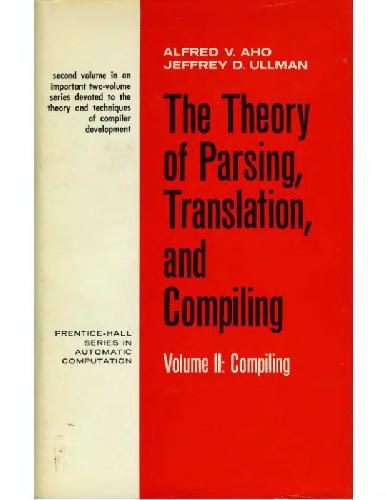 ALFRED V. AHO
JEFFREY D. ULLMAN
second volume in an
important two-volume
series devoted to the
theory and techniques
of compiler
development
The Theory
of Parsing,
Translation,
and
Compiling
Volume II: Compiling
PRENTICE-HALL
SERIES IN
AUTOMATIC
COMPUTATION